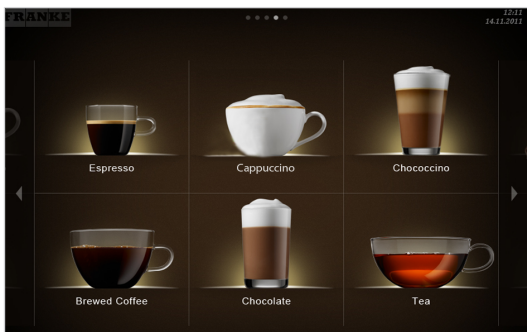 FRANKE
12:11
14.11.2011
Espresso
Cappuccino
Chococcino
Brewed Coffee
Chocolate
Tea